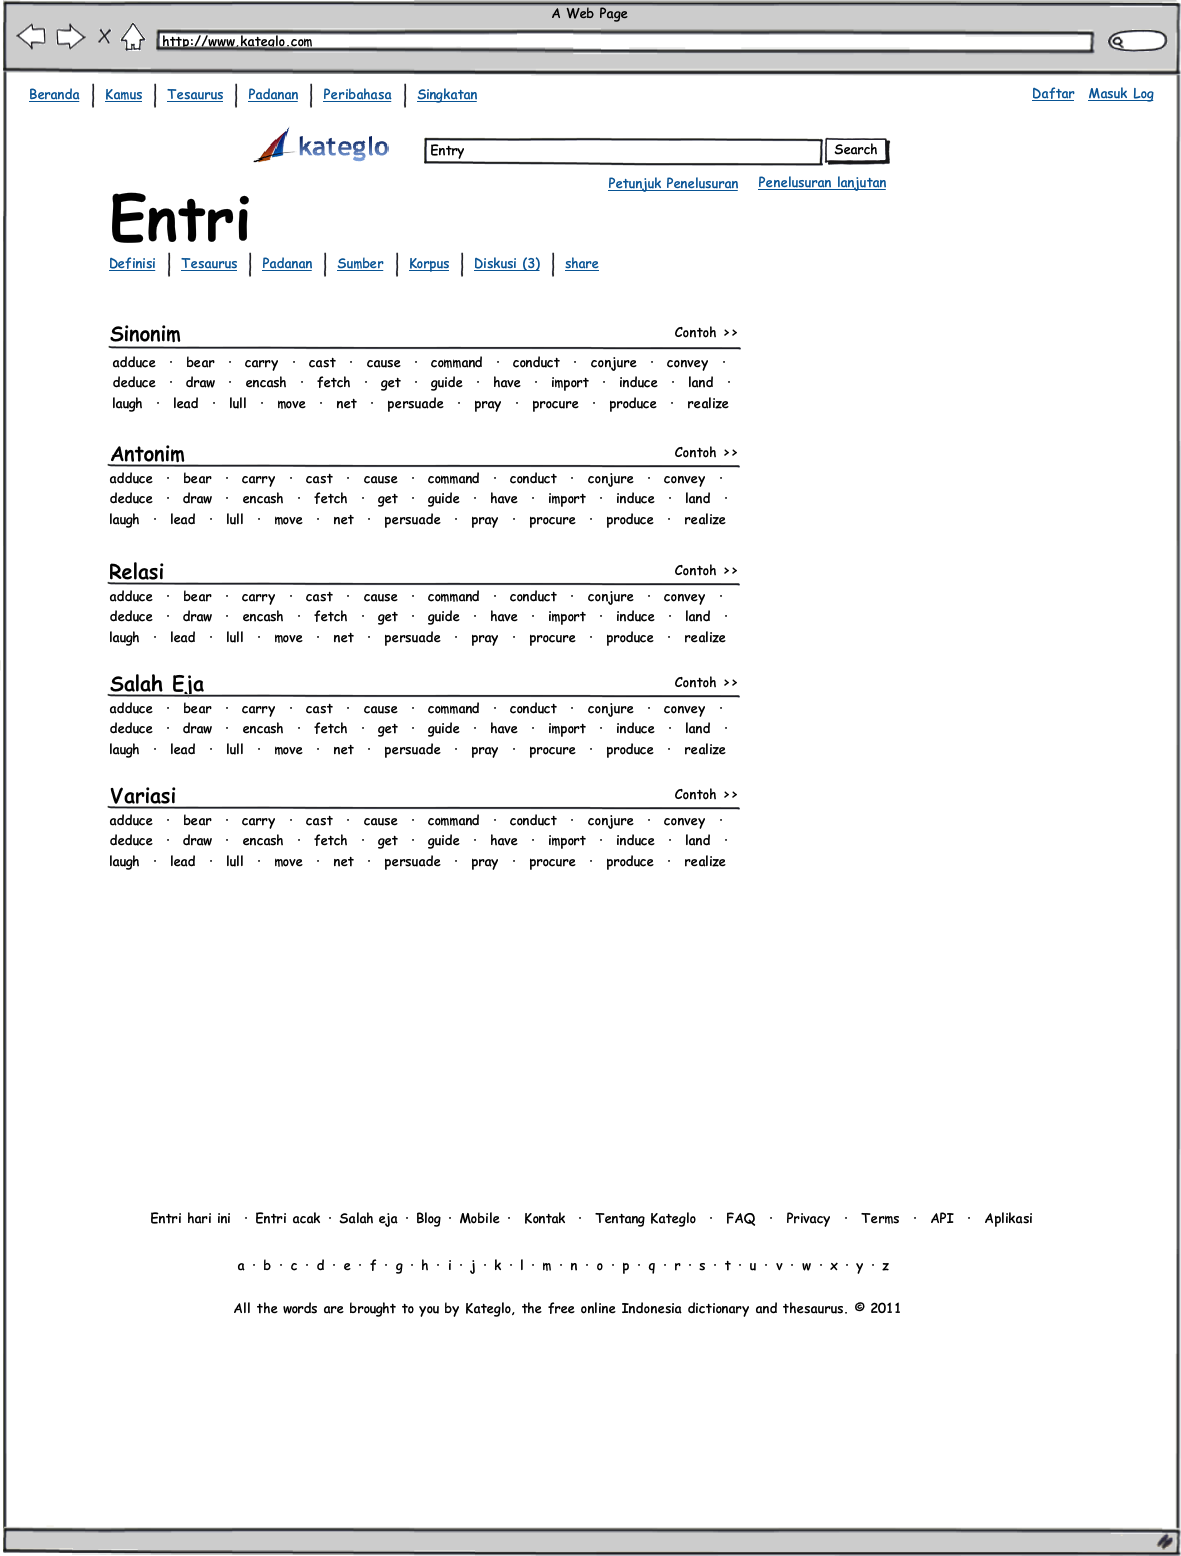 A Web Page
http://www.kateglo.com
Beranda | Kamus | Tesaurus | Padanan | Peribahasa | Singkatan Daftar Masuk Log
kateglo Entry Search
Petunjuk Penelusuran Penelusuran lanjutan
Entri
Definisi | Tesaurus | Padanan | Sumber | Korpus | Diskusi (3) | share
Sinonim Contoh >>
adduce · bear · carry · cast · cause · command · conduct · conjure · convey ·
deduce · draw · encash · fetch · get · guide · have · import · induce · land ·
laugh · lead · lull · move · net · persuade · pray · procure · produce · realize
Antonim Contoh >>
adduce · bear · carry · cast · cause · command · conduct · conjure · convey ·
deduce · draw · encash · fetch · get · guide · have · import · induce · land ·
laugh · lead · lull · move · net · persuade · pray · procure · produce · realize
Relasi Contoh >>
adduce · bear · carry · cast · cause · command · conduct · conjure · convey ·
deduce · draw · encash · fetch · get · guide · have · import · induce · land ·
laugh · lead · lull · move · net · persuade · pray · procure · produce · realize
Salah Eja Contoh >>
adduce · bear · carry · cast · cause · command · conduct · conjure · convey ·
deduce · draw · encash · fetch · get · guide · have · import · induce · land ·
laugh · lead · lull · move · net · persuade · pray · procure · produce · realize
Variasi Contoh >>
adduce · bear · carry · cast · cause · command · conduct · conjure · convey ·
deduce · draw · encash · fetch · get · guide · have · import · induce · land ·
laugh · lead · lull · move · net · persuade · pray · procure · produce · realize
Entri hari ini · Entri acak · Salah eja · Blog · Mobile · Kontak · Tentang Kateglo · FAQ · Privacy · Terms · API · Aplikasi
a · b · c · d · e · f · g · h · i · j · k · l · m · n · o · p · q · r · s · t · u · v · w · x · y · z
All the words are brought to you by Kateglo, the free online Indonesia dictionary and thesaurus. © 2011